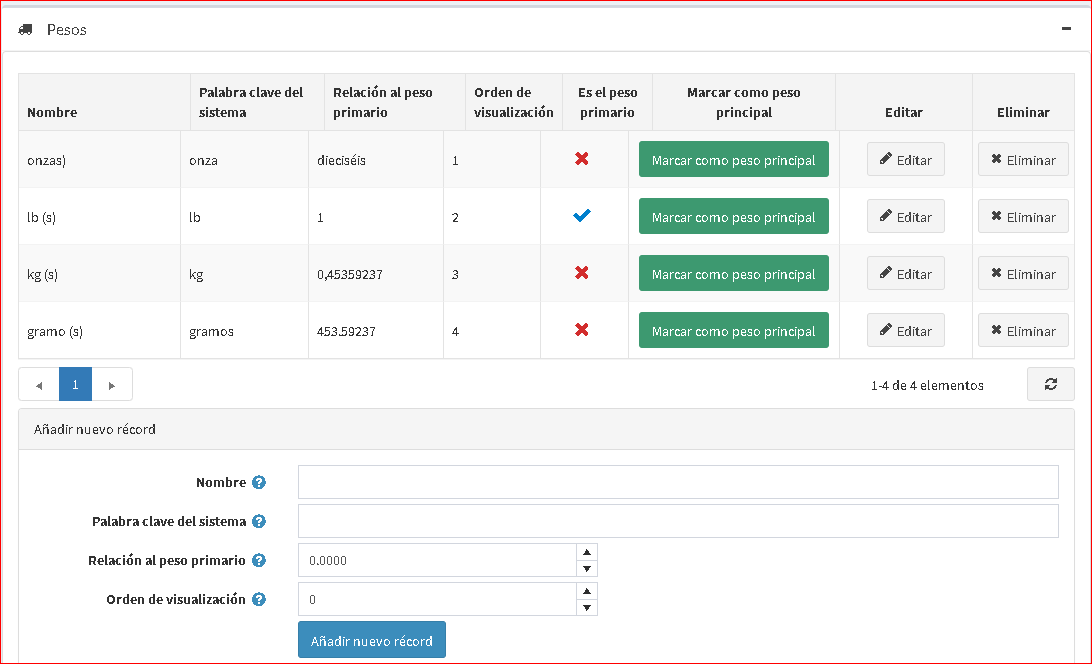 Pesos
Nombre Palabra clave del sistema Relación al peso primario Orden de visualización Es el peso primario Marcar como peso principal Editar Eliminar
onzas) onza dieciséis 1 Marcar como peso principal Editar Eliminar
lb (s) lb 1 2 Marcar como peso principal Editar Eliminar
kg (s) kg 0,45359237 3 Marcar como peso principal Editar Eliminar
gramo (s) gramos 453.59237 4 Marcar como peso principal Editar Eliminar
1 1-4 de 4 elementos
Añadir nuevo récord
Nombre
Palabra clave del sistema
Relación al peso primario 0.0000
Orden de visualización 0
Añadir nuevo récord